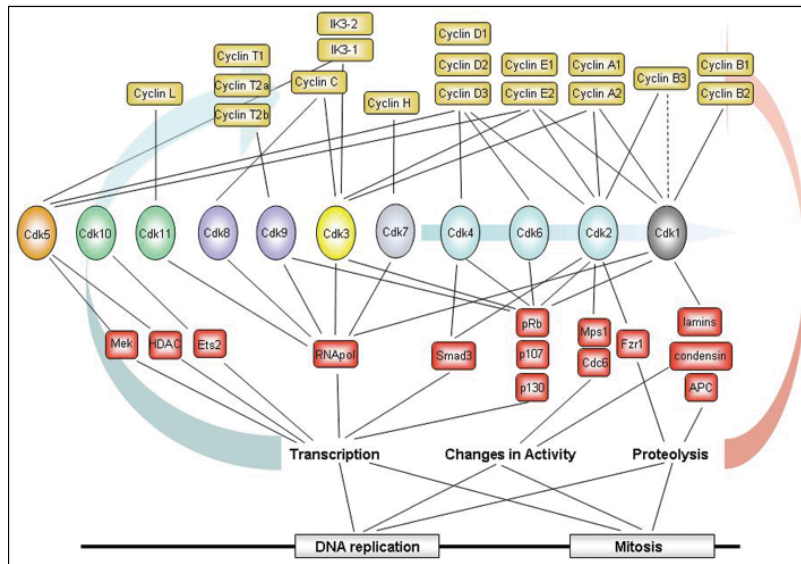 IK3-2
Cyclin D1
Cyclin T1
IK3-1
Cyclin D2
Cyclin E1
Cyclin A1
Cyclin B3
Cyclin B1
Cyclin L
Cyclin T2a
Cyclin C
Cyclin D3
Cyclin E2
Cyclin A2
Cyclin B2
Cyclin T2b
Cyclin H
Cdk5
Cdk10
Cdk11
Cdk8
Cdk9
Cdk3
Cdk7
Cdk4
Cdk6
Cdk2
Cdk1
Mek
HDAC
Ets2
RNApol
Smad3
pRb
p107
p130
Mps1
Cdc6
Fzr1
lamins
condensin
APC
Transcription
Changes in Activity
Proteolysis
DNA replication
Mitosis